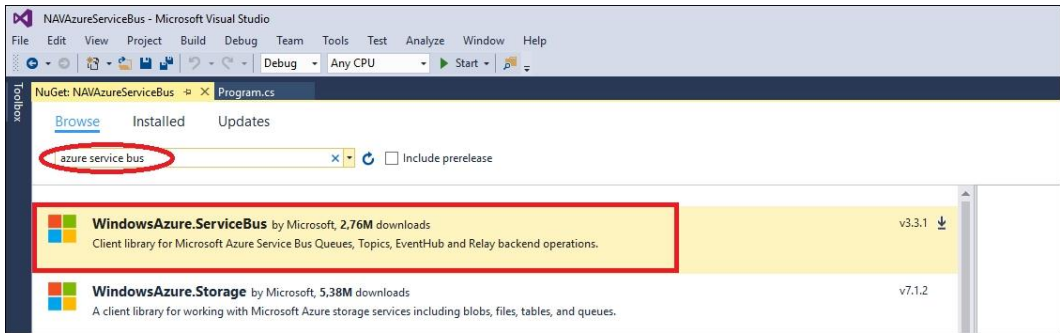 NAVAzureServiceBus - Microsoft Visual Studio
File Edit View Project Build Debug Team Tools Test Analyze Window Help
Debug Any CPU Start
Toolbox
NuGet: NAVAzureServiceBus Program.cs
Browse Installed Updates
azure service bus Include prerelease
WindowsAzure.ServiceBus by Microsoft, 2,76M downloads v3.3.1
Client library for Microsoft Azure Service Bus Queues, Topics, EventHub and Relay backend operations.
WindowsAzure.Storage by Microsoft, 5,38M downloads v7.1.2
A client library for working with Microsoft Azure storage services including blobs, files, tables, and queues.